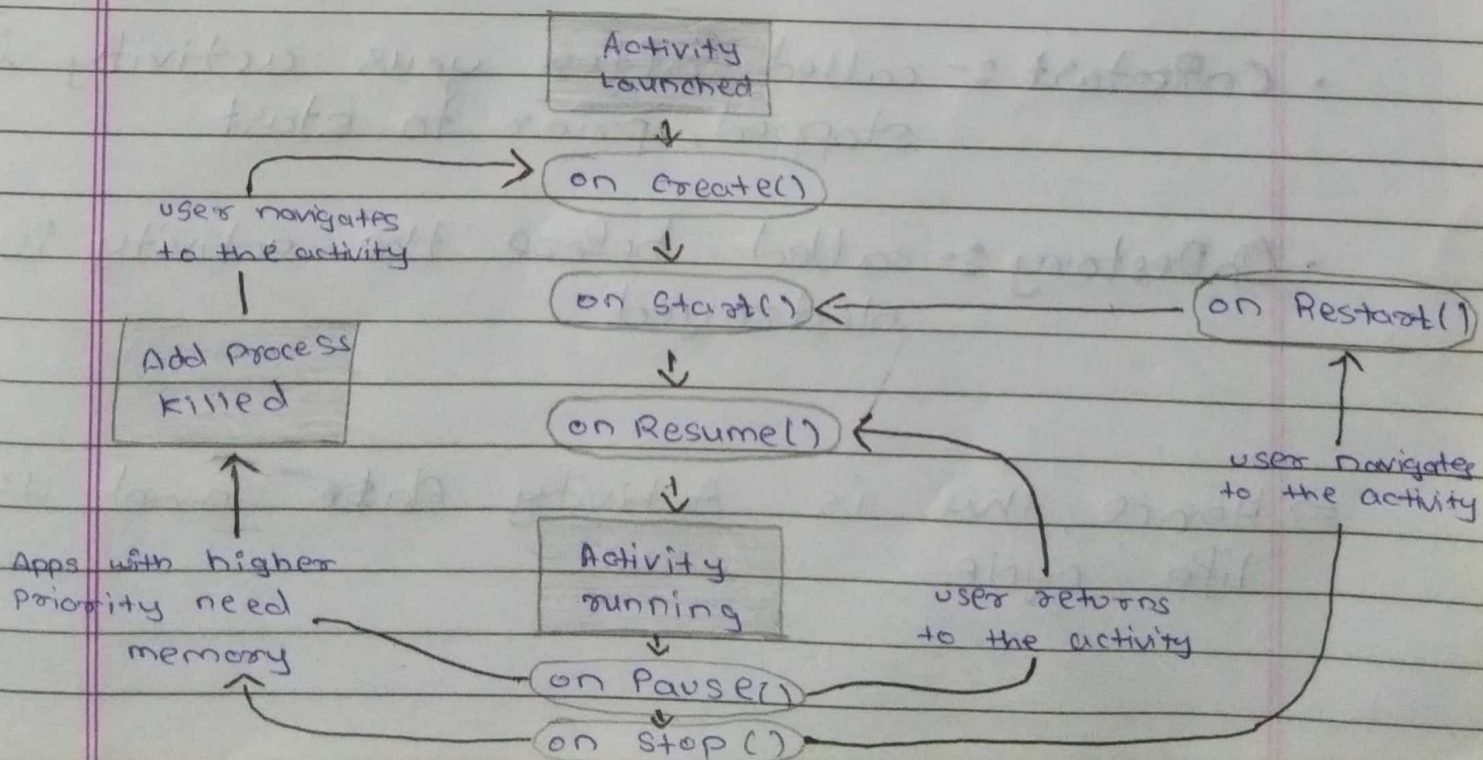 Activity
Launched
on Create()
user navigates
to the activity
on Start()
on Restart()
Add process
killed
on Resume()
user navigates
to the activity
Apps with higher
Priority need
memory
Activity
running
user returns
to the activity
on Pause()
on Stop()